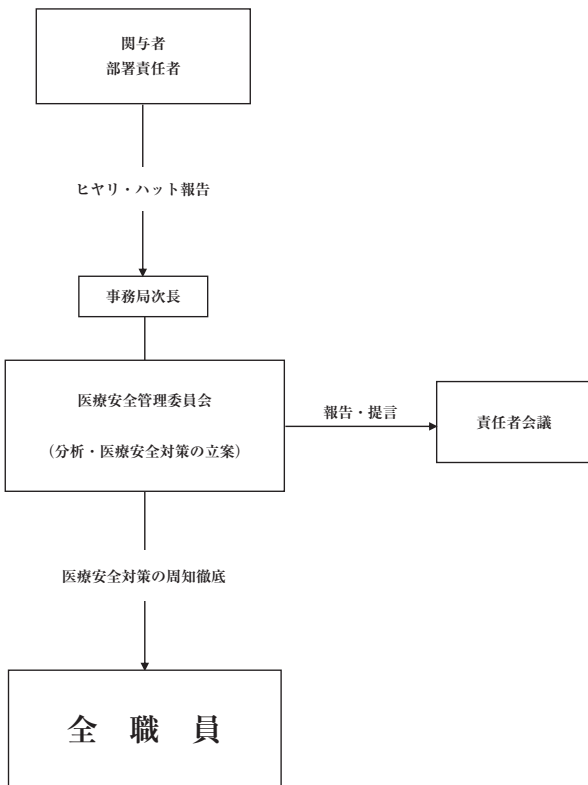 関与者
部署責任者
ヒヤリ・ハット報告
事務局次長
医療安全管理委員会
（分析・医療安全対策の立案）
報告・提言
責任者会議
医療安全対策の周知徹底
全 職 員